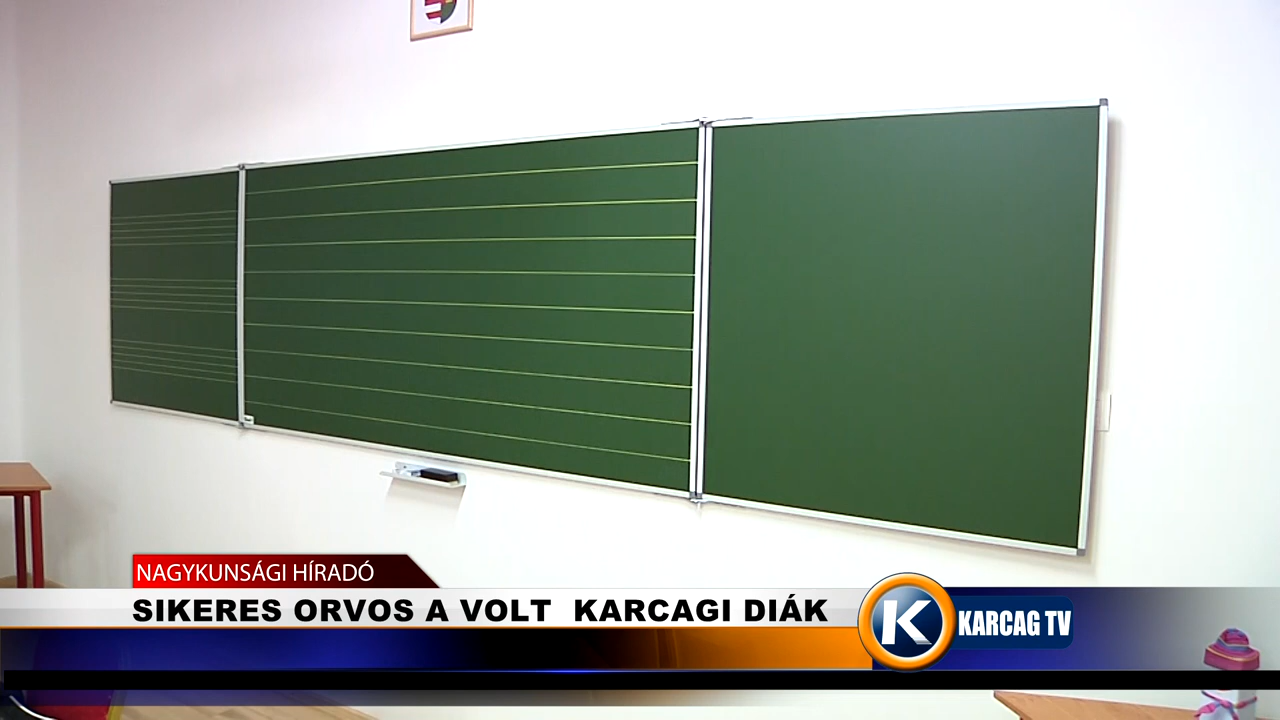 NAGYKUNSÁGI HÍRADÓ
SIKERES ORVOS A VOLT KARCAGI DIÁK
K KARCAG TV